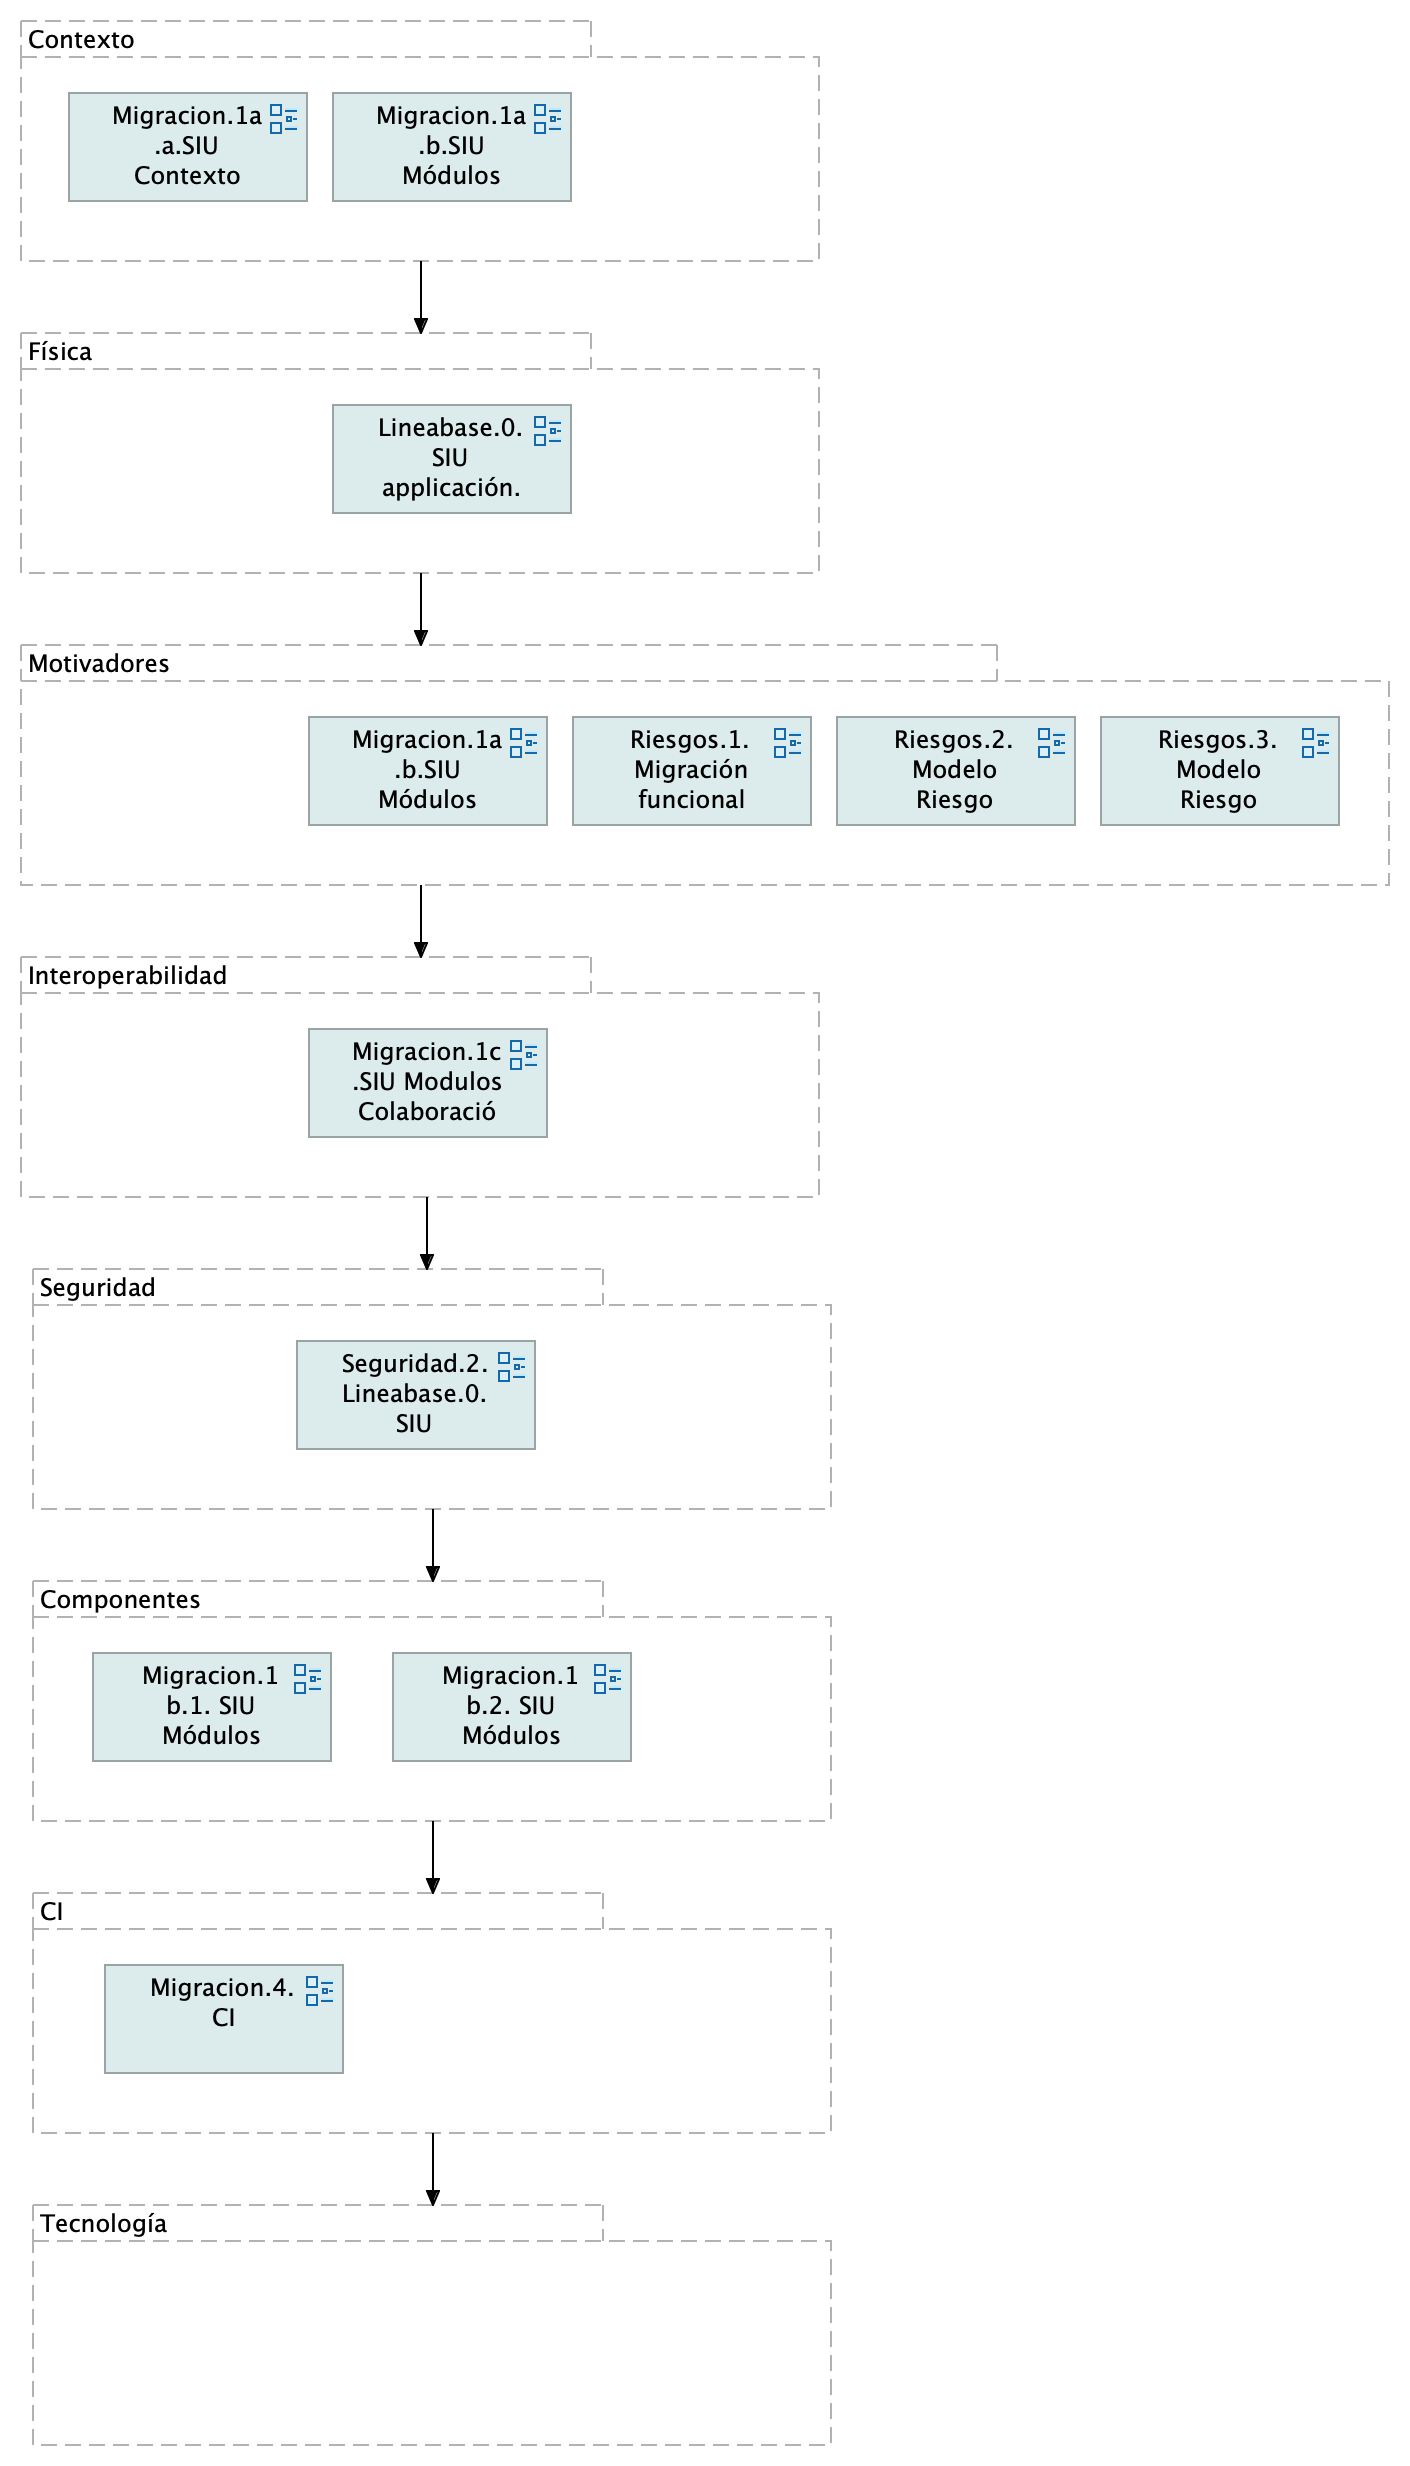 Contexto
Migracion.1a
.a.SIU
Contexto
Migracion.1a
.b.SIU
Módulos
Física
Lineabase.0.
SIU
applicación.
Motivadores
Migracion.1a
.b.SIU
Módulos
Riesgos.1.
Migración
funcional
Riesgos.2.
Modelo
Riesgo
Riesgos.3.
Modelo
Riesgo
Interoperabilidad
Migracion.1c
.SIU Modulos
Colaboració
Seguridad
Seguridad.2.
Lineabase.0.
SIU
Componentes
Migracion.1
b.1. SIU
Módulos
Migracion.1
b.2. SIU
Módulos
CI
Migracion.4.
CI
Tecnología